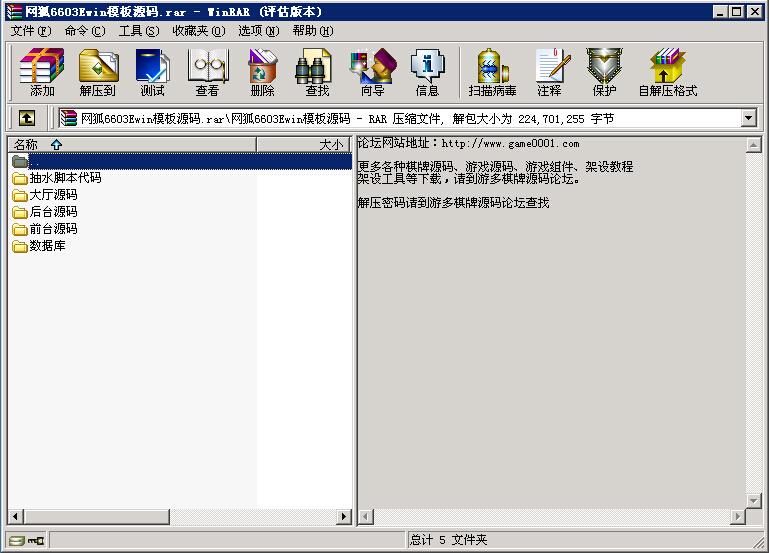 网狐6603Ewin模板源码.rar - WinRAR (评估版本)
文件(F) 命令(C) 工具(S) 收藏夹(O) 选项(N) 帮助(H)
添加 解压到 测试 查看 删除 查找 向导 信息 扫描病毒 注释 保护 自解压格式
网狐6603Ewin模板源码.rar\网狐6603Ewin模板源码 - RAR 压缩文件, 解包大小为 224,701,255 字节
名称 大小
..
抽水脚本代码
大厅源码
后台源码
前台源码
数据库
论坛网站地址：http://www.game0001.com
更多各种棋牌源码、游戏源码、游戏组件、架设教程
架设工具等下载，请到游多棋牌源码论坛。
解压密码请到游多棋牌源码论坛查找
总计 5 文件夹